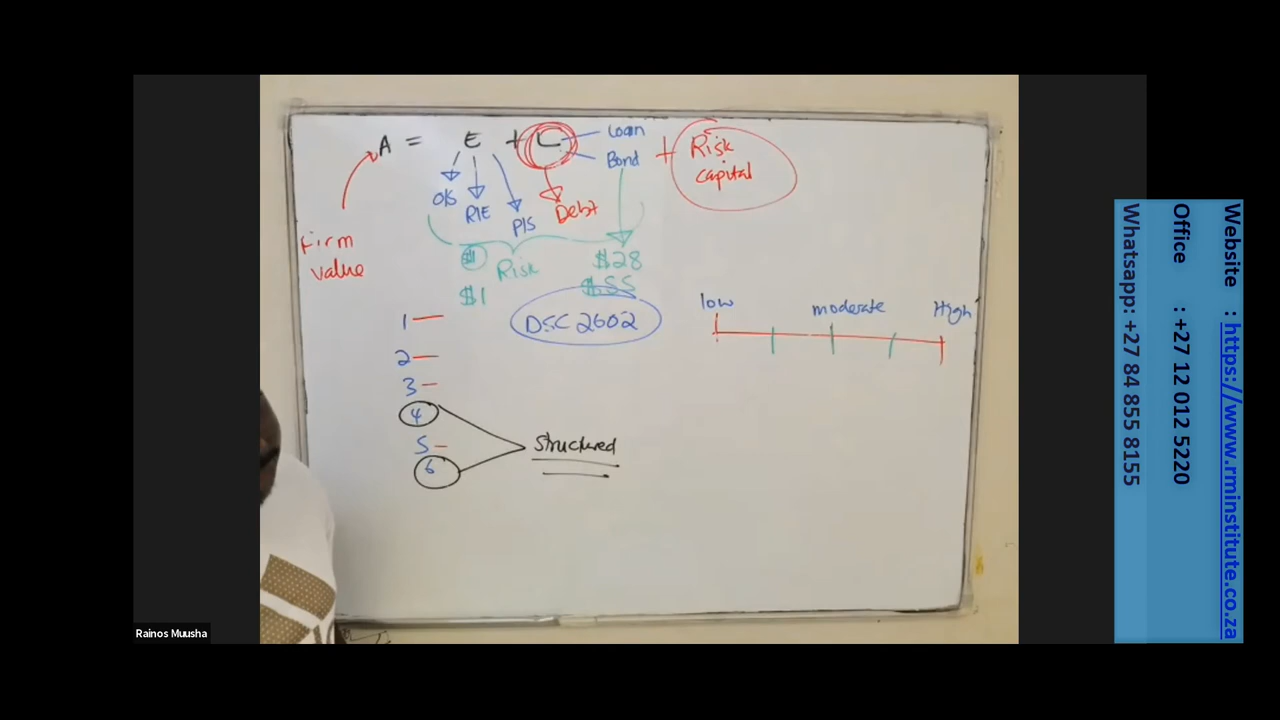 A = E + L + Risk capital
Loan
Bond
O/S
R/E
P/S
Debt
Firm
value
$1
Risk
$28
$1
$55
DSC 2602
low moderate High
1 —
2 —
3 —
4
5 —
6
Structured
Rainos Muusha
Website : https://www.rminstitute.co.za
Office : +27 12 012 5220
Whatsapp: +27 84 855 8155